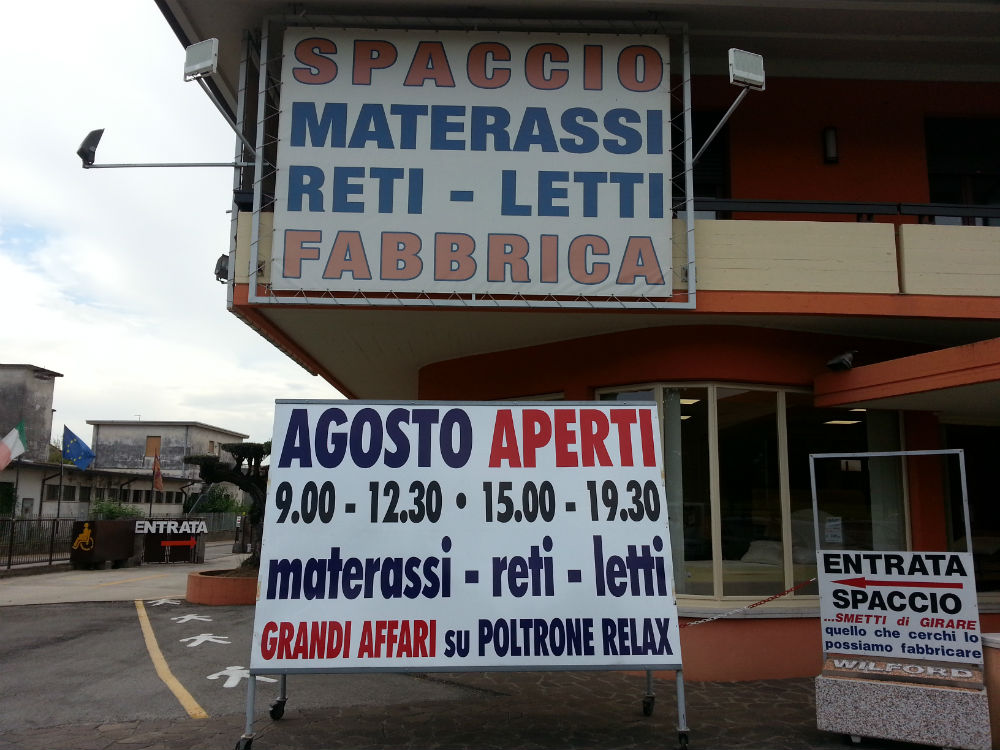 SPACCIO
MATERASSI
RETI - LETTI
FABBRICA
AGOSTO APERTI
9.00 - 12.30 • 15.00 - 19.30
materassi - reti - letti
GRANDI AFFARI su POLTRONE RELAX
ENTRATA
ENTRATA
SPACCIO
...SMETTI di GIRARE
quello che cerchi lo
possiamo fabbricare
WILFORD